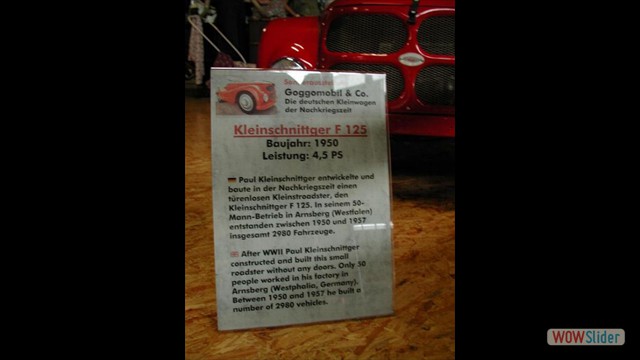 Goggomobil & Co.
Die deutschen Kleinwagen
der Nachkriegszeit
Kleinschnittger F 125
Baujahr: 1950
Leistung: 4,5 PS
Paul Kleinschnittger entwickelte und
baute in der Nachkriegszeit einen
türenlosen Kleinstroadster, den
Kleinschnittger F 125. In seinem 50-
Mann-Betrieb in Arnsberg (Westfalen)
entstanden zwischen 1950 und 1957
insgesamt 2980 Fahrzeuge.
After WWII Paul Kleinschnittger
constructed and built this small
roadster without any doors. Only 50
people worked in his factory in
Arnsberg (Westphalia, Germany).
Between 1950 and 1957 he built a
number of 2980 vehicles.
WOWSlider